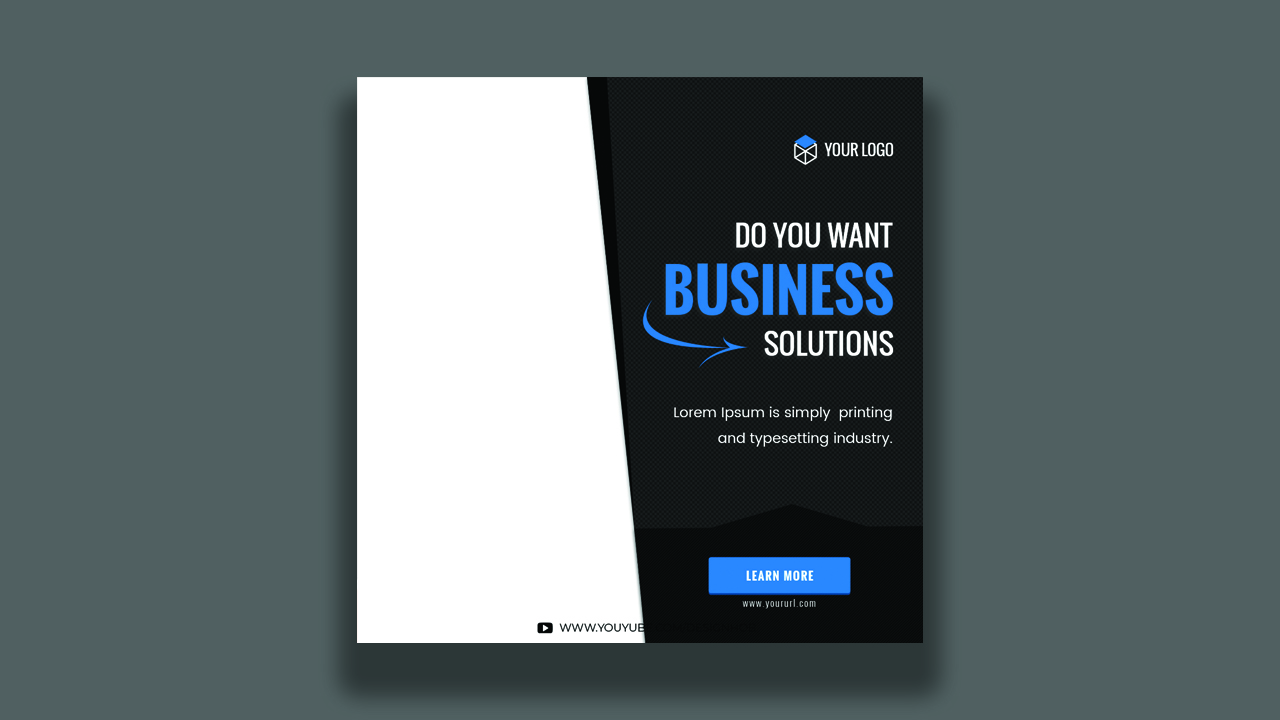 YOUR LOGO
DO YOU WANT
BUSINESS
SOLUTIONS
Lorem Ipsum is simply printing
and typesetting industry.
LEARN MORE
www.yoururl.com